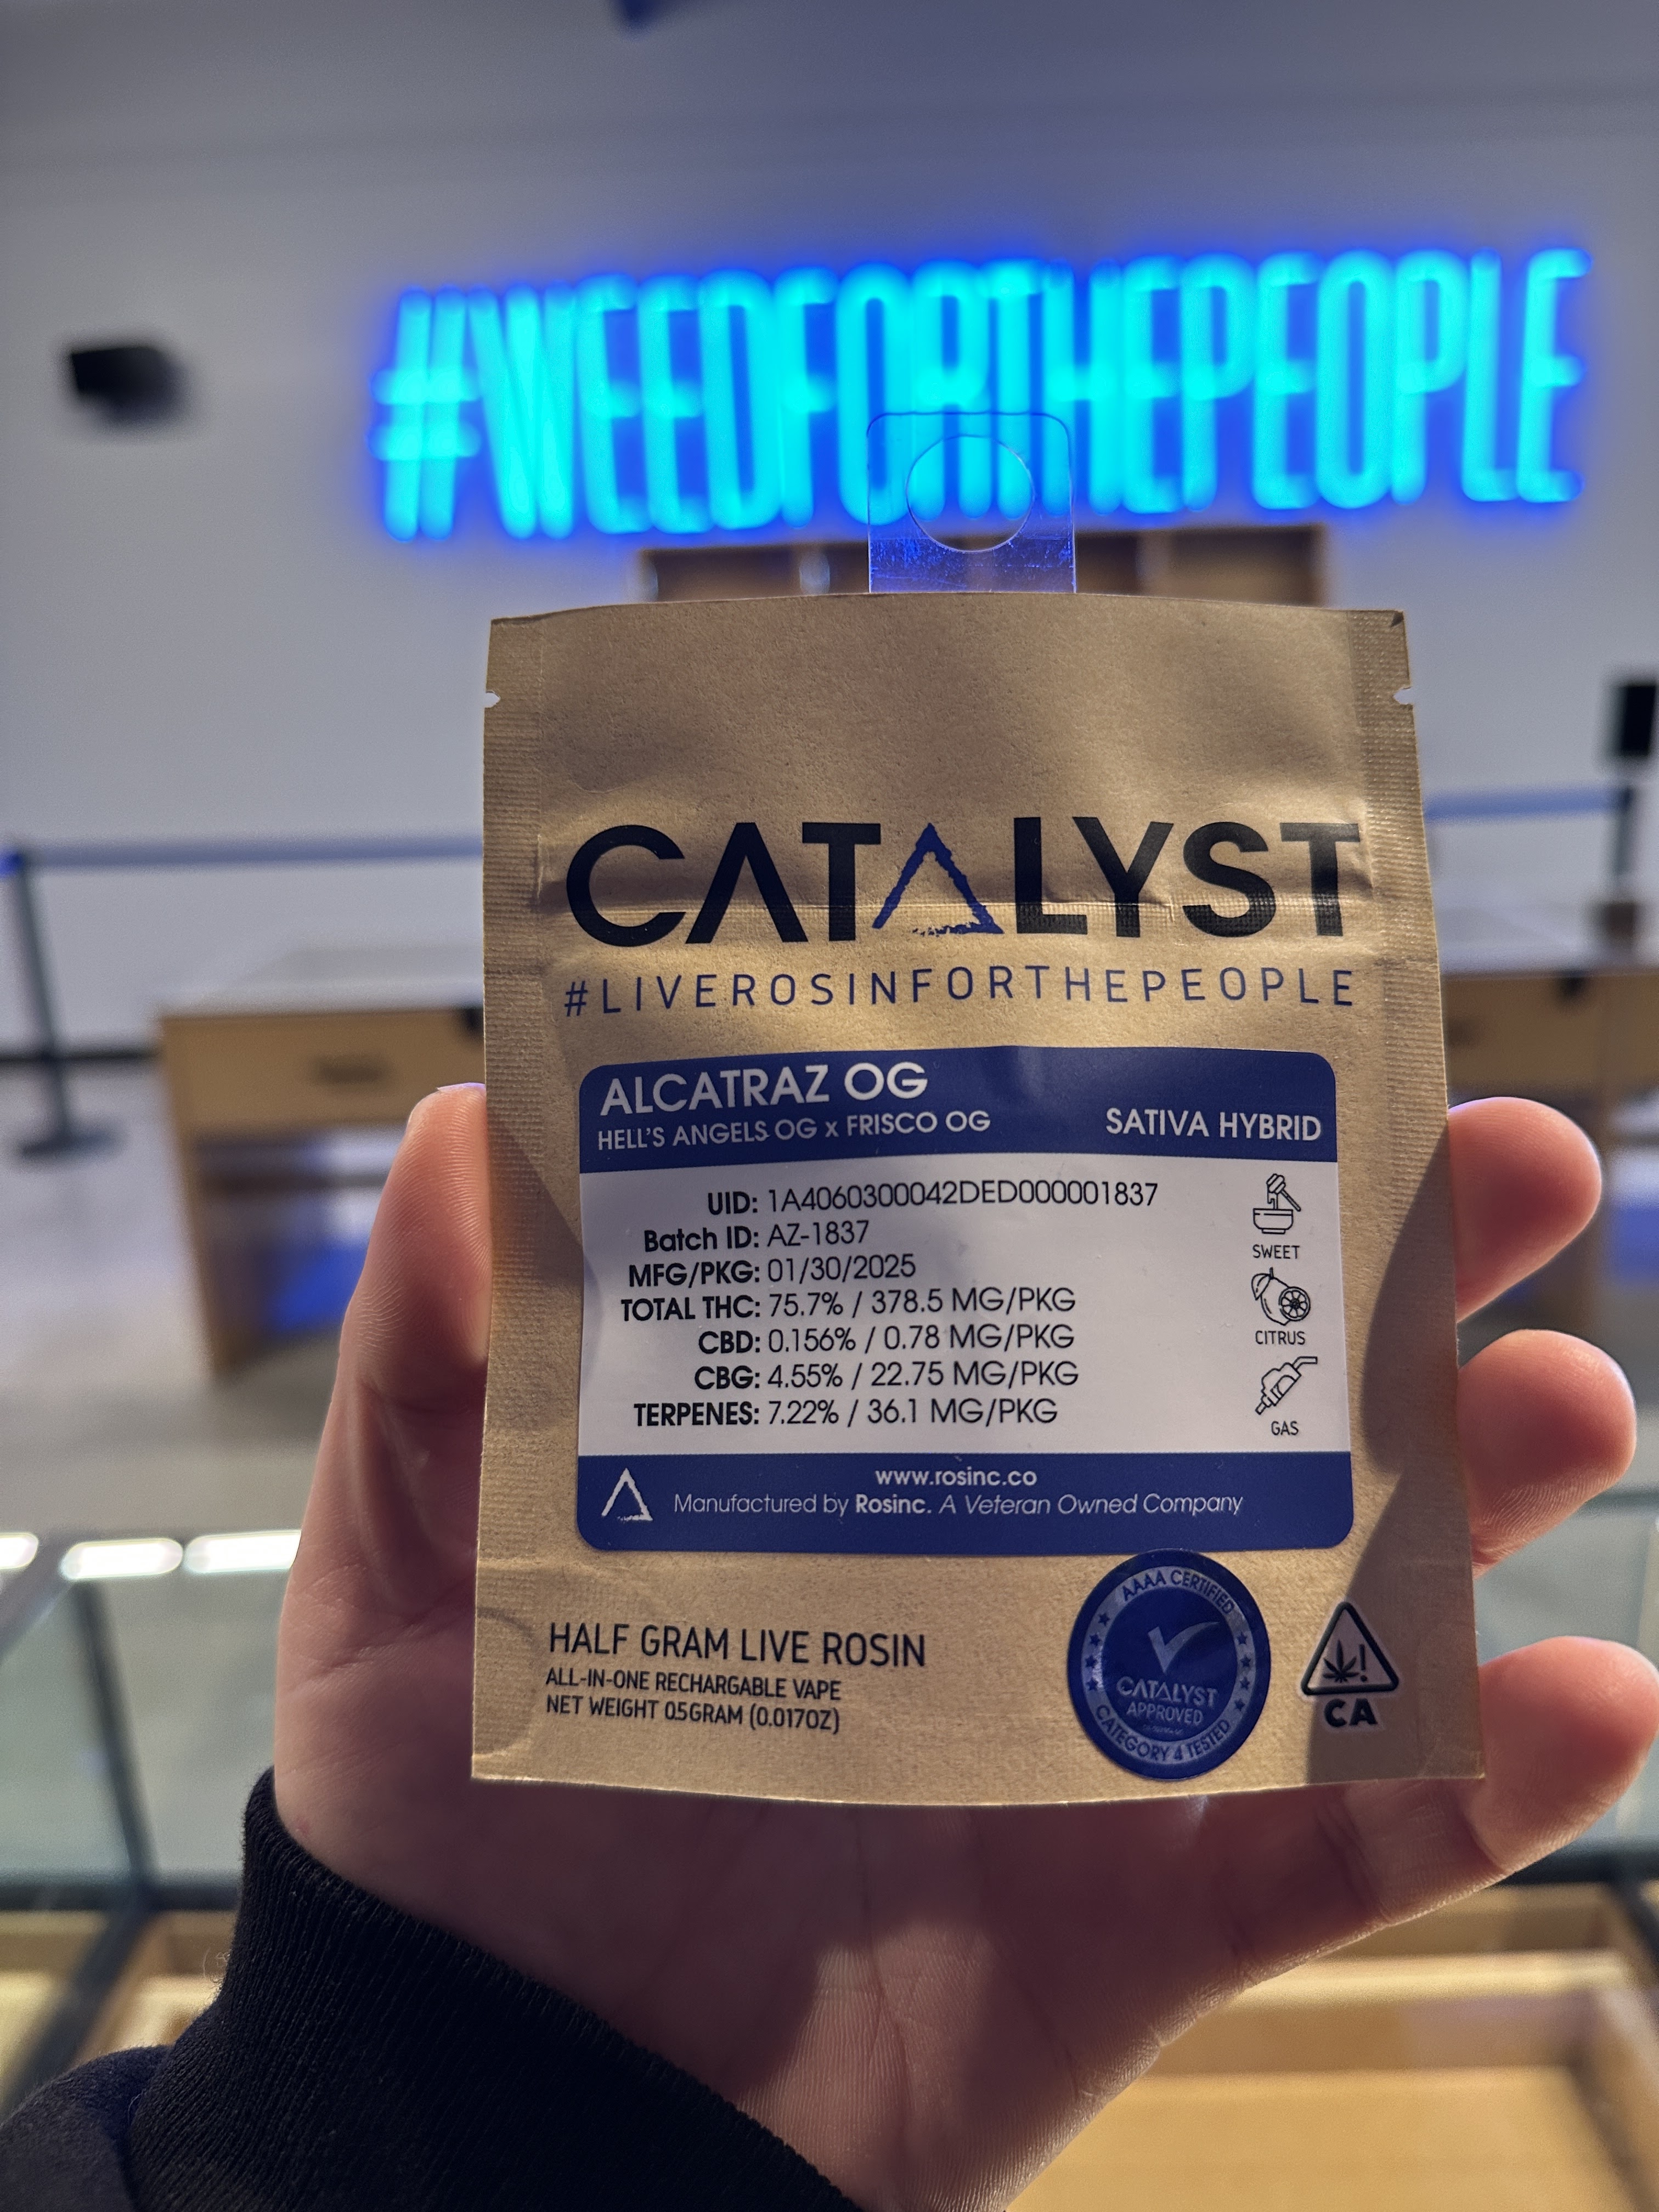 #WEEDFORTHEPEOPLE
CATALYST
#LIVEROSINFORTHEPEOPLE
ALCATRAZ OG
HELL'S ANGELS OG x FRISCO OG
SATIVA HYBRID
UID: 1A4060300042DED000001837
Batch ID: AZ-1837
MFG/PKG: 01/30/2025
TOTAL THC: 75.7% / 378.5 MG/PKG
CBD: 0.156% / 0.78 MG/PKG
CBG: 4.55% / 22.75 MG/PKG
TERPENES: 7.22% / 36.1 MG/PKG
SWEET
CITRUS
GAS
www.rosinc.co
Manufactured by Rosinc. A Veteran Owned Company
HALF GRAM LIVE ROSIN
ALL-IN-ONE RECHARGABLE VAPE
NET WEIGHT 0.5GRAM (0.017OZ)
AAAA CERTIFIED
CATALYST
APPROVED
CATEGORY 4 TESTED
!
CA